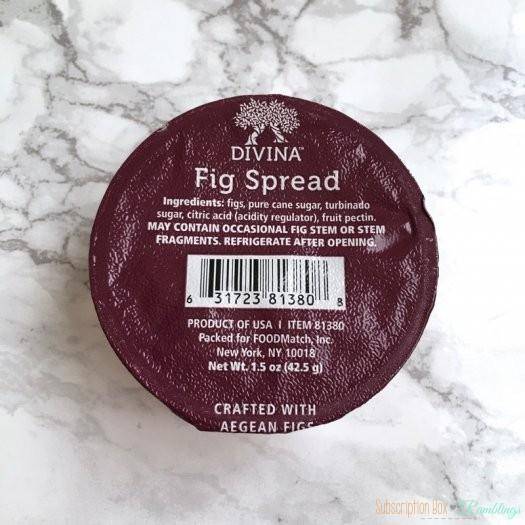 DIVINA™
Fig Spread
Ingredients: figs, pure cane sugar, turbinado
sugar, citric acid (acidity regulator), fruit pectin.
MAY CONTAIN OCCASIONAL FIG STEM OR STEM
FRAGMENTS. REFRIGERATE AFTER OPENING.
6 31723 81380 8
PRODUCT OF USA | ITEM 81380
Packed for FOODMatch, Inc.
New York, NY 10018
Net Wt. 1.5 oz (42.5 g)
CRAFTED WITH
AEGEAN FIGS
Subscription Box Ramblings